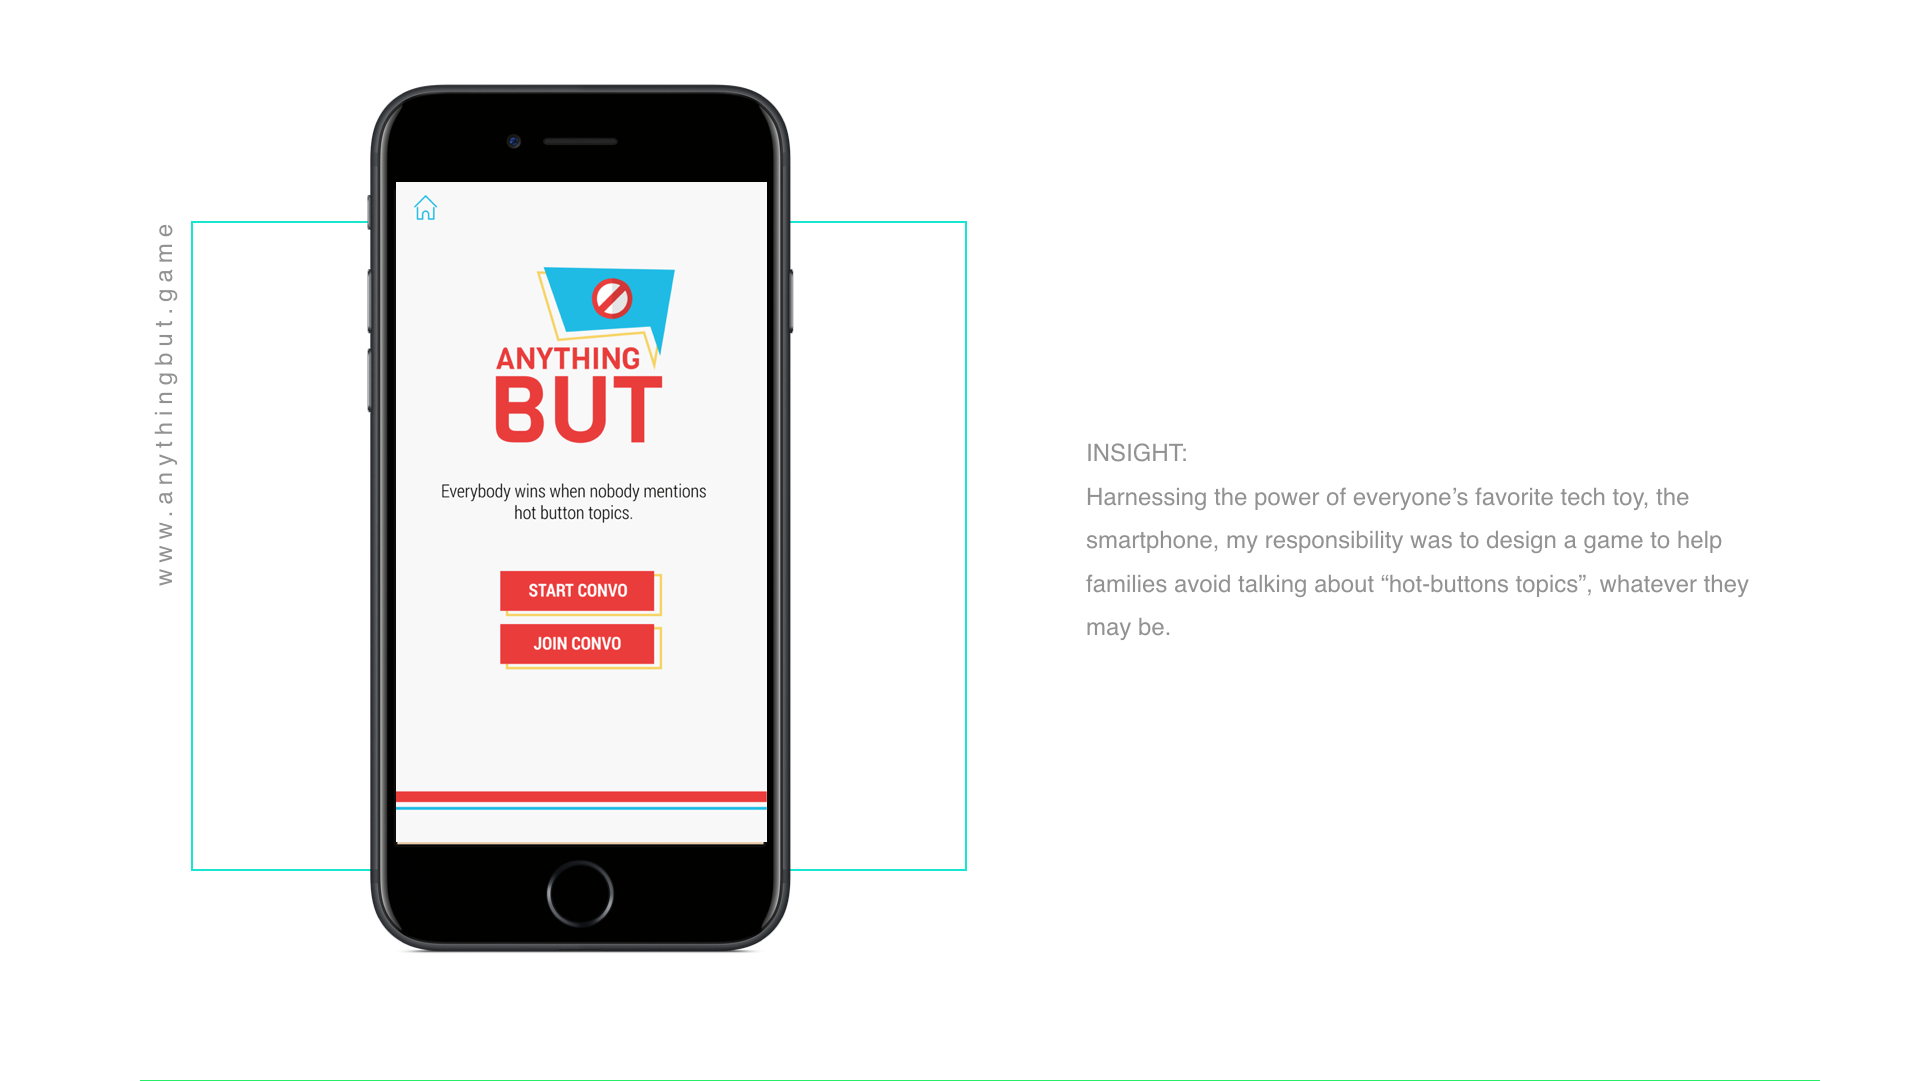 www.anythingbut.game
ANYTHING
BUT
Everybody wins when nobody mentions
hot button topics.
START CONVO
JOIN CONVO
INSIGHT:
Harnessing the power of everyone’s favorite tech toy, the
smartphone, my responsibility was to design a game to help
families avoid talking about “hot-buttons topics”, whatever they
may be.